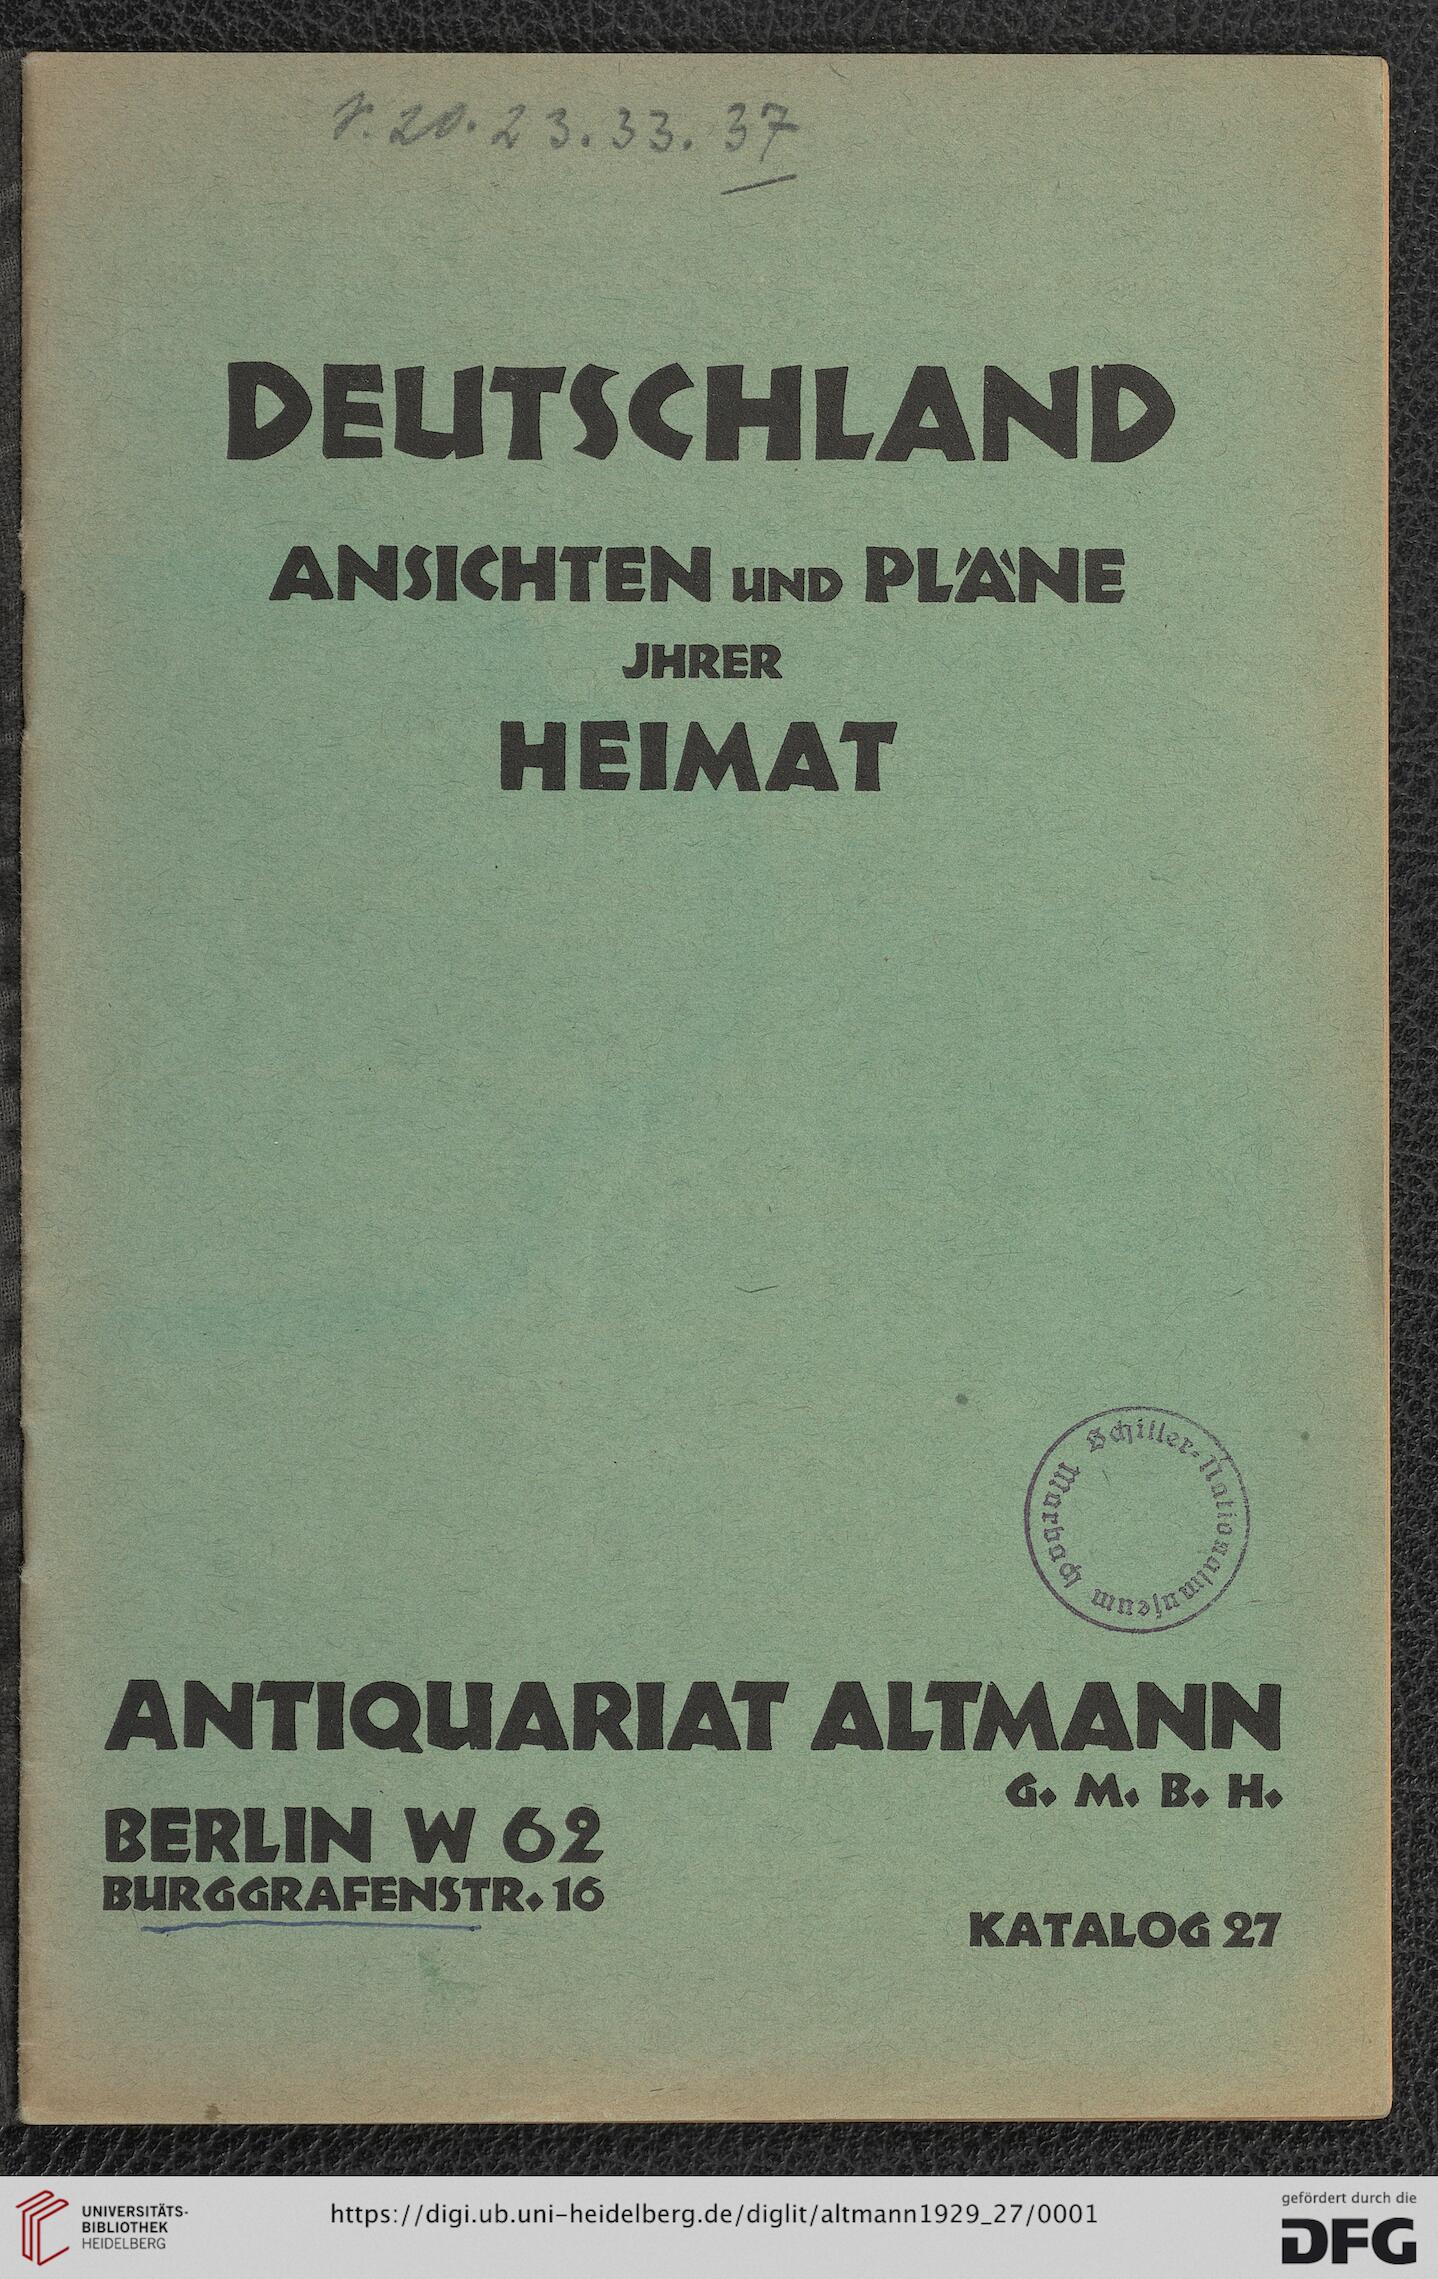 r. 20. 23. 33. 37
DEUTSCHLAND
ANSICHTEN UND PLÄNE
JHRER
HEIMAT
Schiller-Nationalmuseum Marbach
ANTIQUARIAT ALTMANN
G. M. B. H.
BERLIN W 62
BURGGRAFENSTR. 16
KATALOG 27
UNIVERSITÄTS-
BIBLIOTHEK
HEIDELBERG
https://digi.ub.uni-heidelberg.de/diglit/altmann1929_27/0001
gefördert durch die
DFG